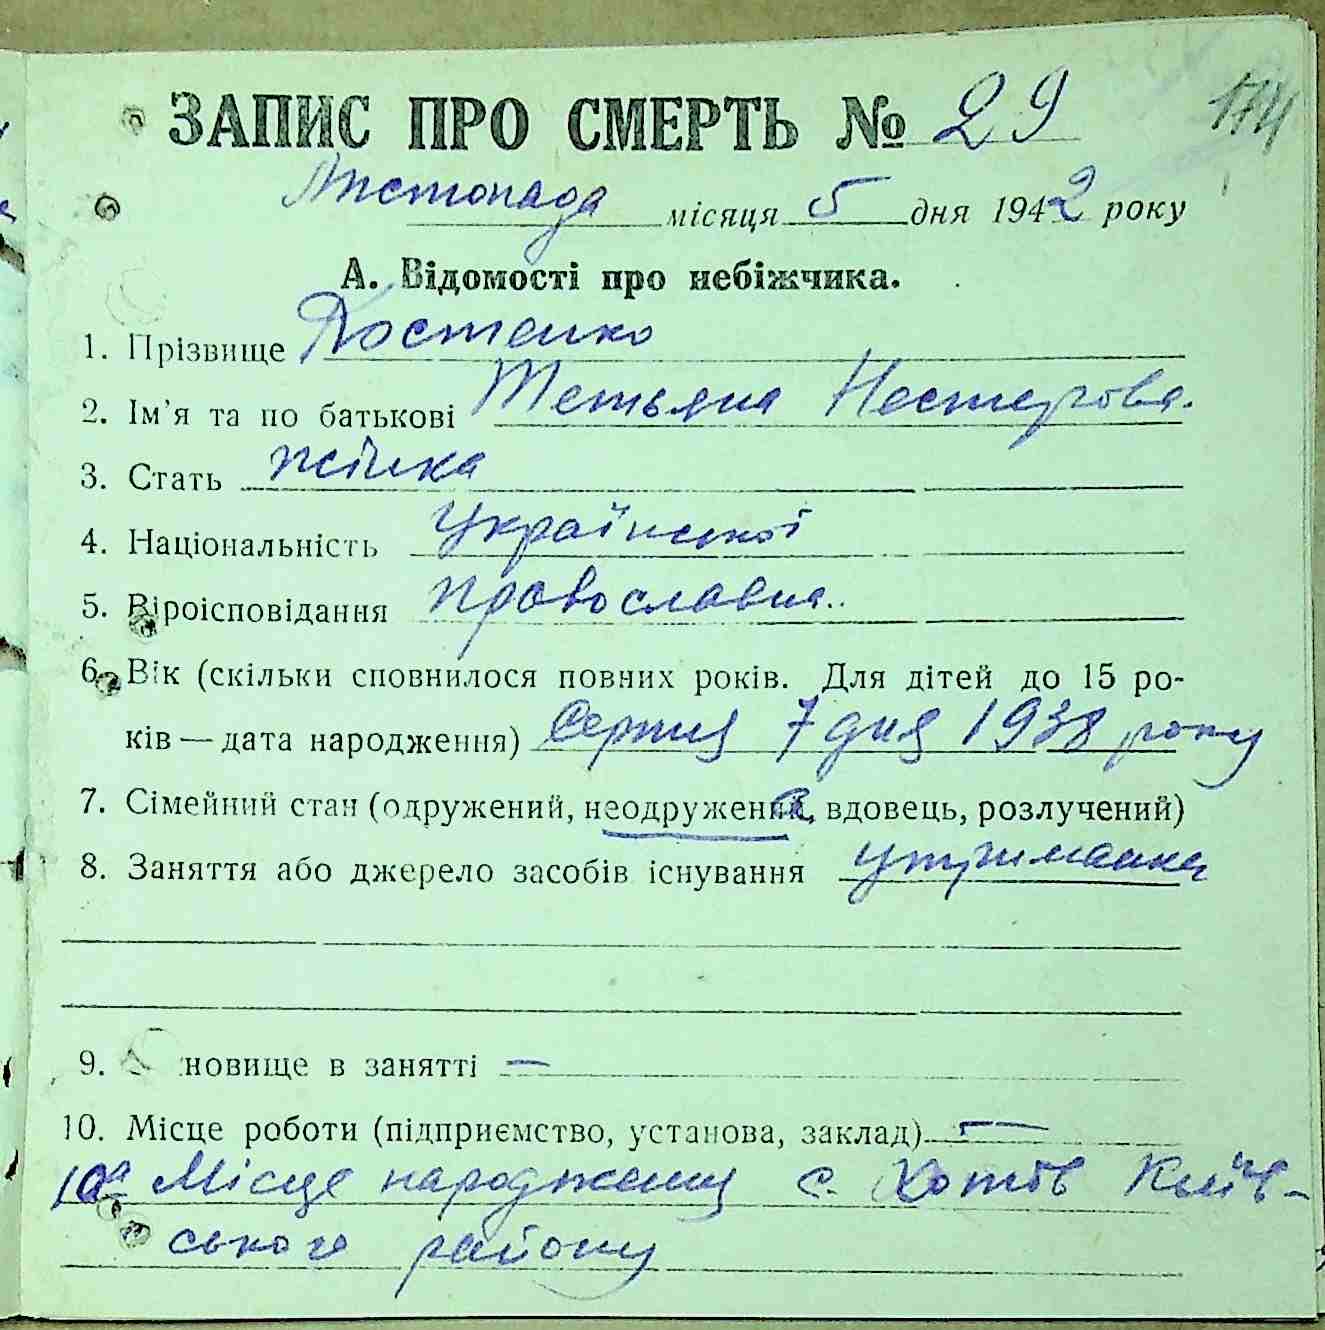 174
ЗАПИС ПРО СМЕРТЬ № 29
Листопада місяця 5 дня 1942 року
А. Відомості про небіжчика.
1. Прізвище Костенко
2. Ім'я та по батькові Тетьяна Нестерова.
3. Стать жінка
4. Національність української
5. Віроісповідання православна..
6. Вік (скільки сповнилося повних років. Для дітей до 15 ро-
ків — дата народження) Серпня 7 дня 1938 року
7. Сімейний стан (одружений, неодружена, вдовець, розлучений)
8. Заняття або джерело засобів існування утриманка
9. новище в занятті —
10. Місце роботи (підприємство, установа, заклад) —
10а Місце народження с. Хотів Київ-
ського району